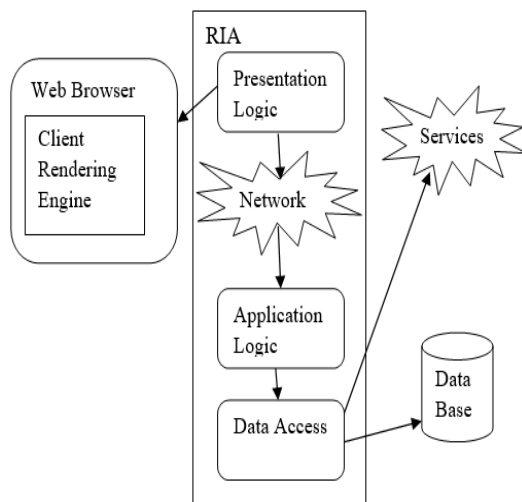 RIA
Presentation
Logic
Web Browser
Client
Rendering
Engine
Services
Network
Application
Logic
Data Access
Data
Base